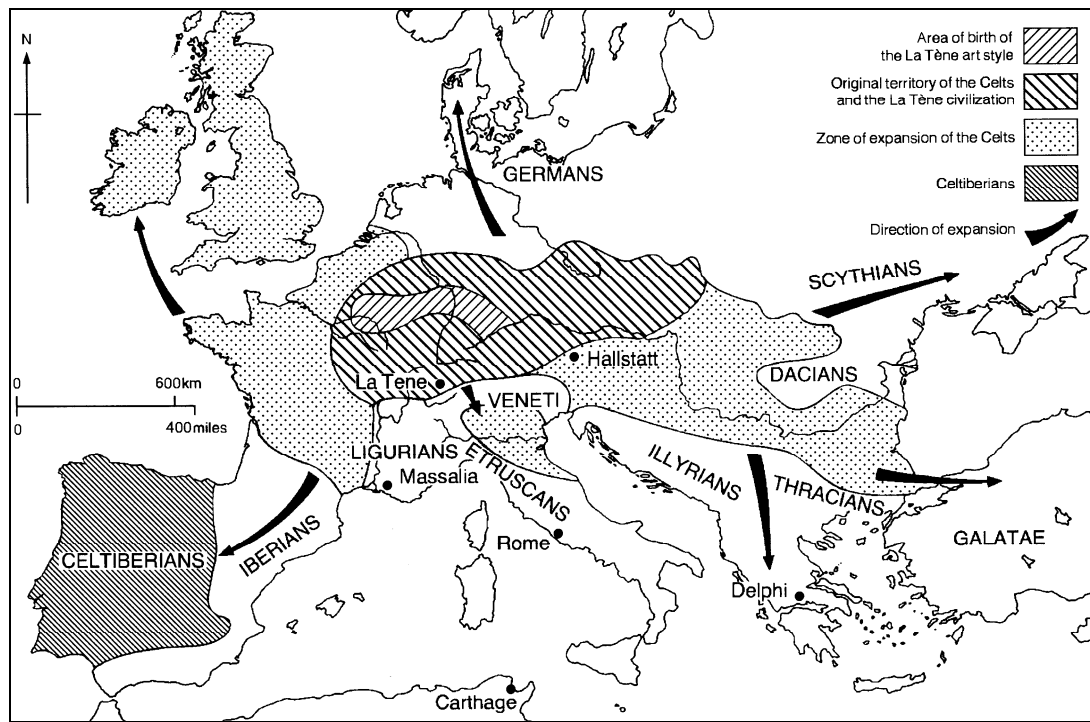 N
Area of birth of
the La Tène art style
Original territory of the Celts
and the La Tène civilization
Zone of expansion of the Celts
Celtiberians
Direction of expansion
GERMANS
SCYTHIANS
Hallstatt
DACIANS
La Tene
VENETI
0
600km
0
400miles
LIGURIANS
ETRUSCANS
Massalia
ILLYRIANS
THRACIANS
IBERIANS
CELTIBERIANS
Rome
GALATAE
Delphi
Carthage